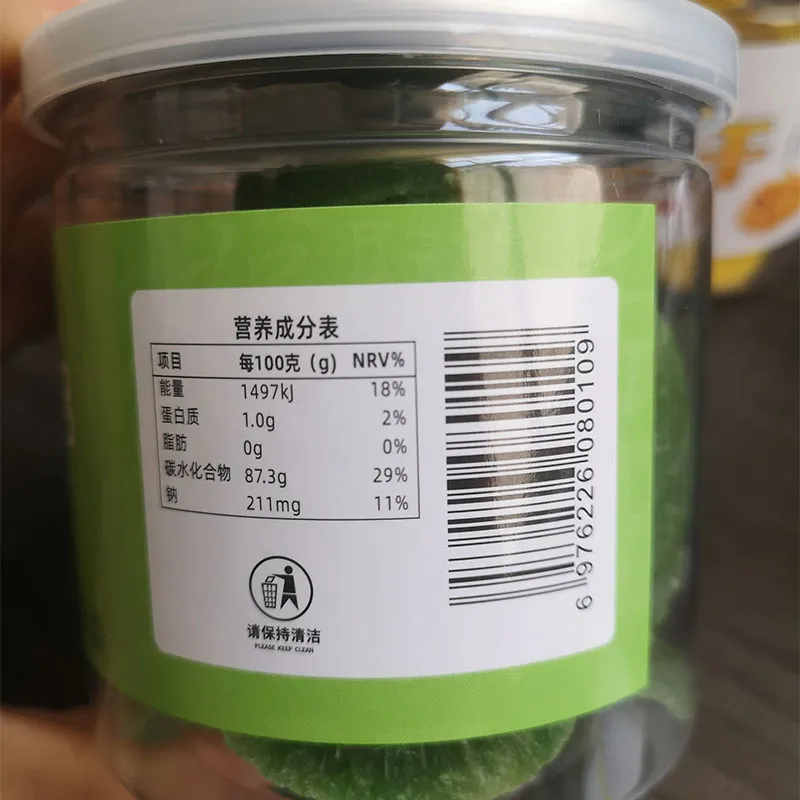 营养成分表
项目 每100克（g) NRV%
能量 1497kJ 18%
蛋白质 1.0g 2%
脂肪 0g 0%
碳水化合物 87.3g 29%
钠 211mg 11%
请保持清洁
PLEASE KEEP CLEAN
6 976226 080109
干